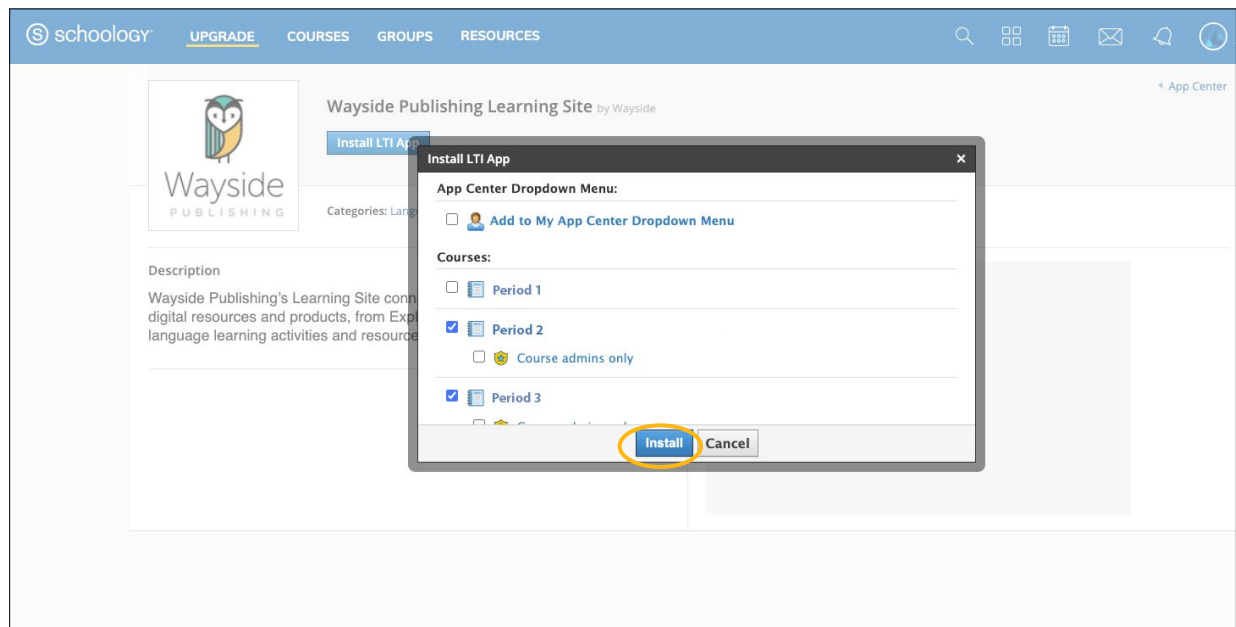 schoology
UPGRADE COURSES GROUPS RESOURCES
App Center
Wayside Publishing Learning Site by Wayside
Install LTI App
Wayside
PUBLISHING
Categories: Lang
Description
Wayside Publishing's Learning Site conn
digital resources and products, from Expl
language learning activities and resource
Install LTI App
×
App Center Dropdown Menu:
Add to My App Center Dropdown Menu
Courses:
Period 1
Period 2
Course admins only
Period 3
Install Cancel